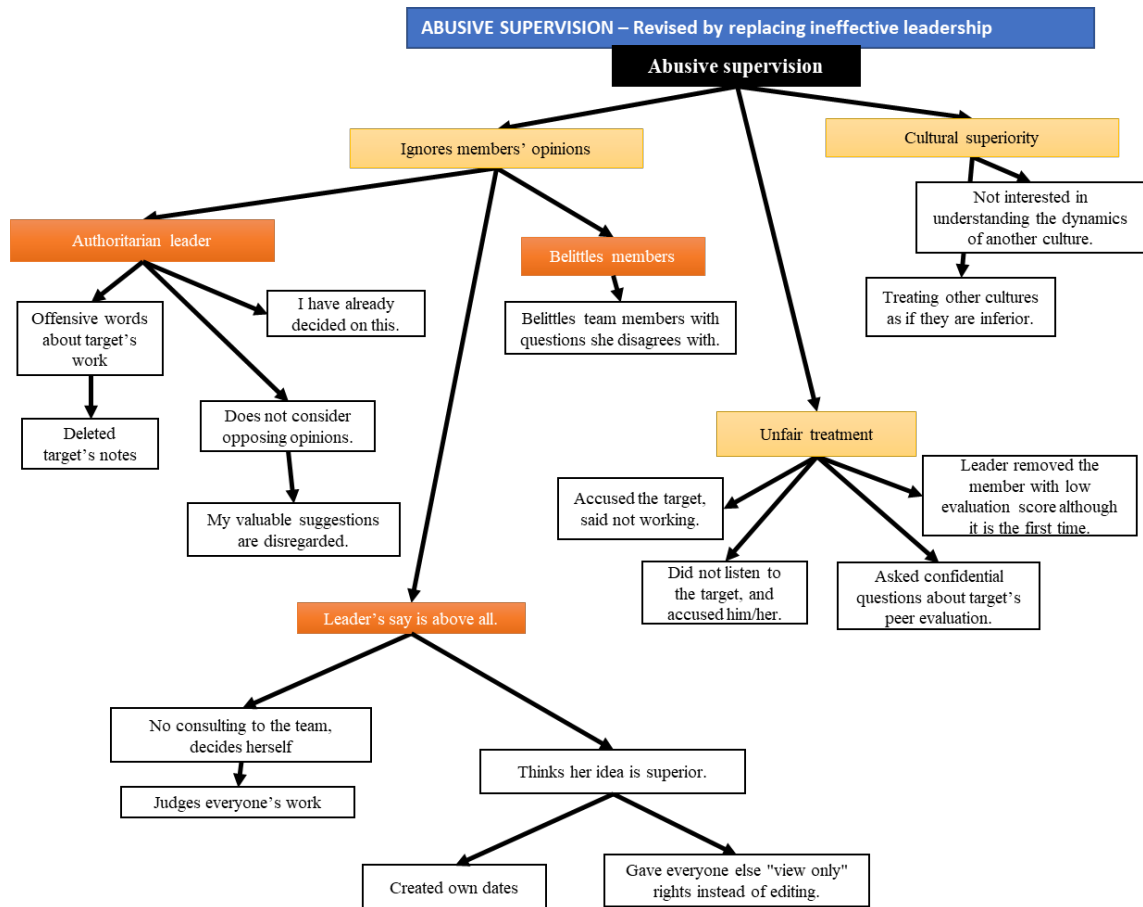 ABUSIVE SUPERVISION – Revised by replacing ineffective leadership
Abusive supervision
Ignores members’ opinions
Cultural superiority
Not interested in
understanding the dynamics
of another culture.
Treating other cultures
as if they are inferior.
Authoritarian leader
Belittles members
Offensive words
about target’s
work
I have already
decided on this.
Belittles team members with
questions she disagrees with.
Deleted
target’s notes
Does not consider
opposing opinions.
My valuable suggestions
are disregarded.
Unfair treatment
Accused the target,
said not working.
Leader removed the
member with low
evaluation score although
it is the first time.
Did not listen to
the target, and
accused him/her.
Asked confidential
questions about target’s
peer evaluation.
Leader’s say is above all.
No consulting to the team,
decides herself
Judges everyone’s work
Thinks her idea is superior.
Created own dates
Gave everyone else "view only"
rights instead of editing.